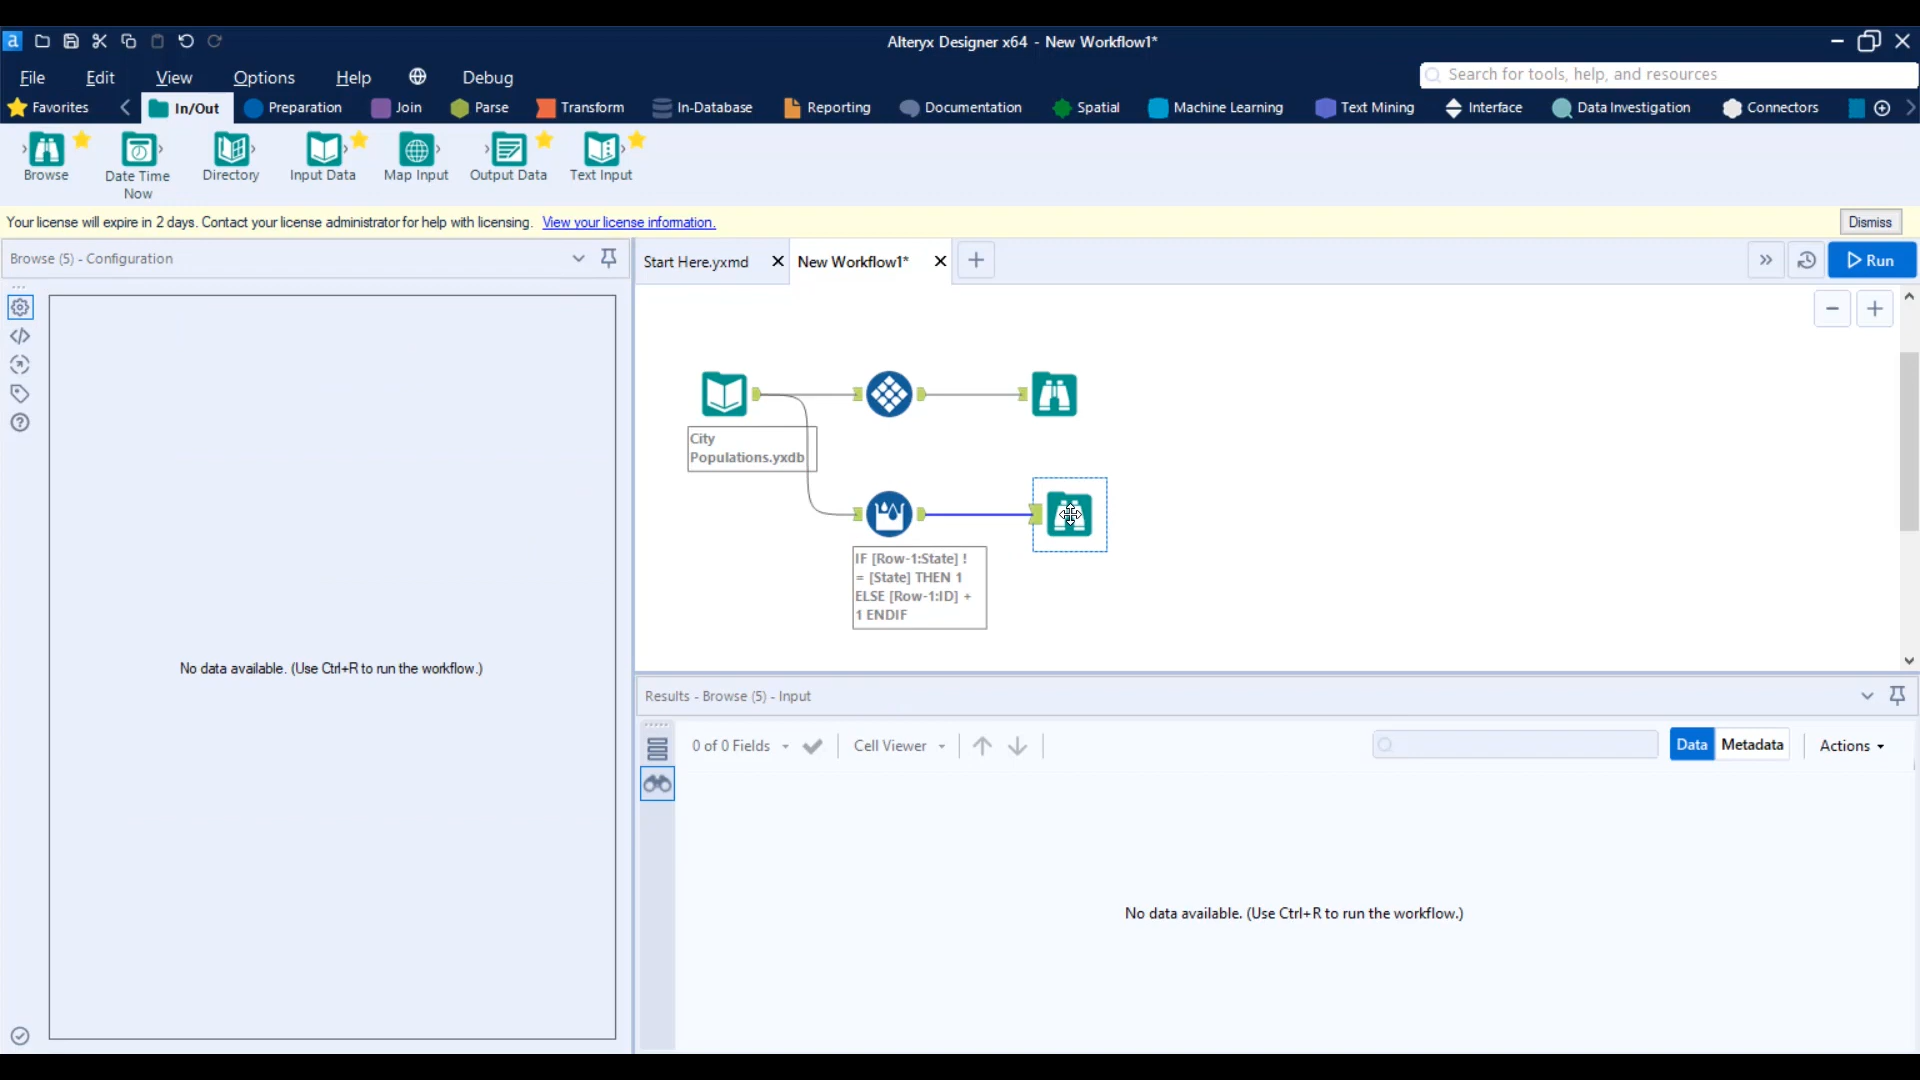 a
Alteryx Designer x64 - New Workflow1*
File Edit View Options Help Debug
Search for tools, help, and resources
Favorites In/Out Preparation Join Parse Transform In-Database Reporting Documentation Spatial Machine Learning Text Mining Interface Data Investigation Connectors
Browse Date Time Directory Input Data Map Input Output Data Text Input
Now
Your license will expire in 2 days. Contact your license administrator for help with licensing. View your license information. Dismiss
Browse (5) - Configuration
Start Here.yxmd New Workflow1*
Run
City
Populations.yxdb
IF [Row-1:State] !
= [State] THEN 1
ELSE [Row-1:ID] +
1 ENDIF
No data available. (Use Ctrl+R to run the workflow.)
Results - Browse (5) - Input
0 of 0 Fields Cell Viewer Data Metadata Actions
No data available. (Use Ctrl+R to run the workflow.)